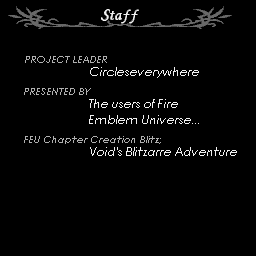 Staff
PROJECT LEADER
Circleseverywhere
PRESENTED BY
The users of Fire
Emblem Universe...
FEU Chapter Creation Blitz;
Void's Blitzarre Adventure